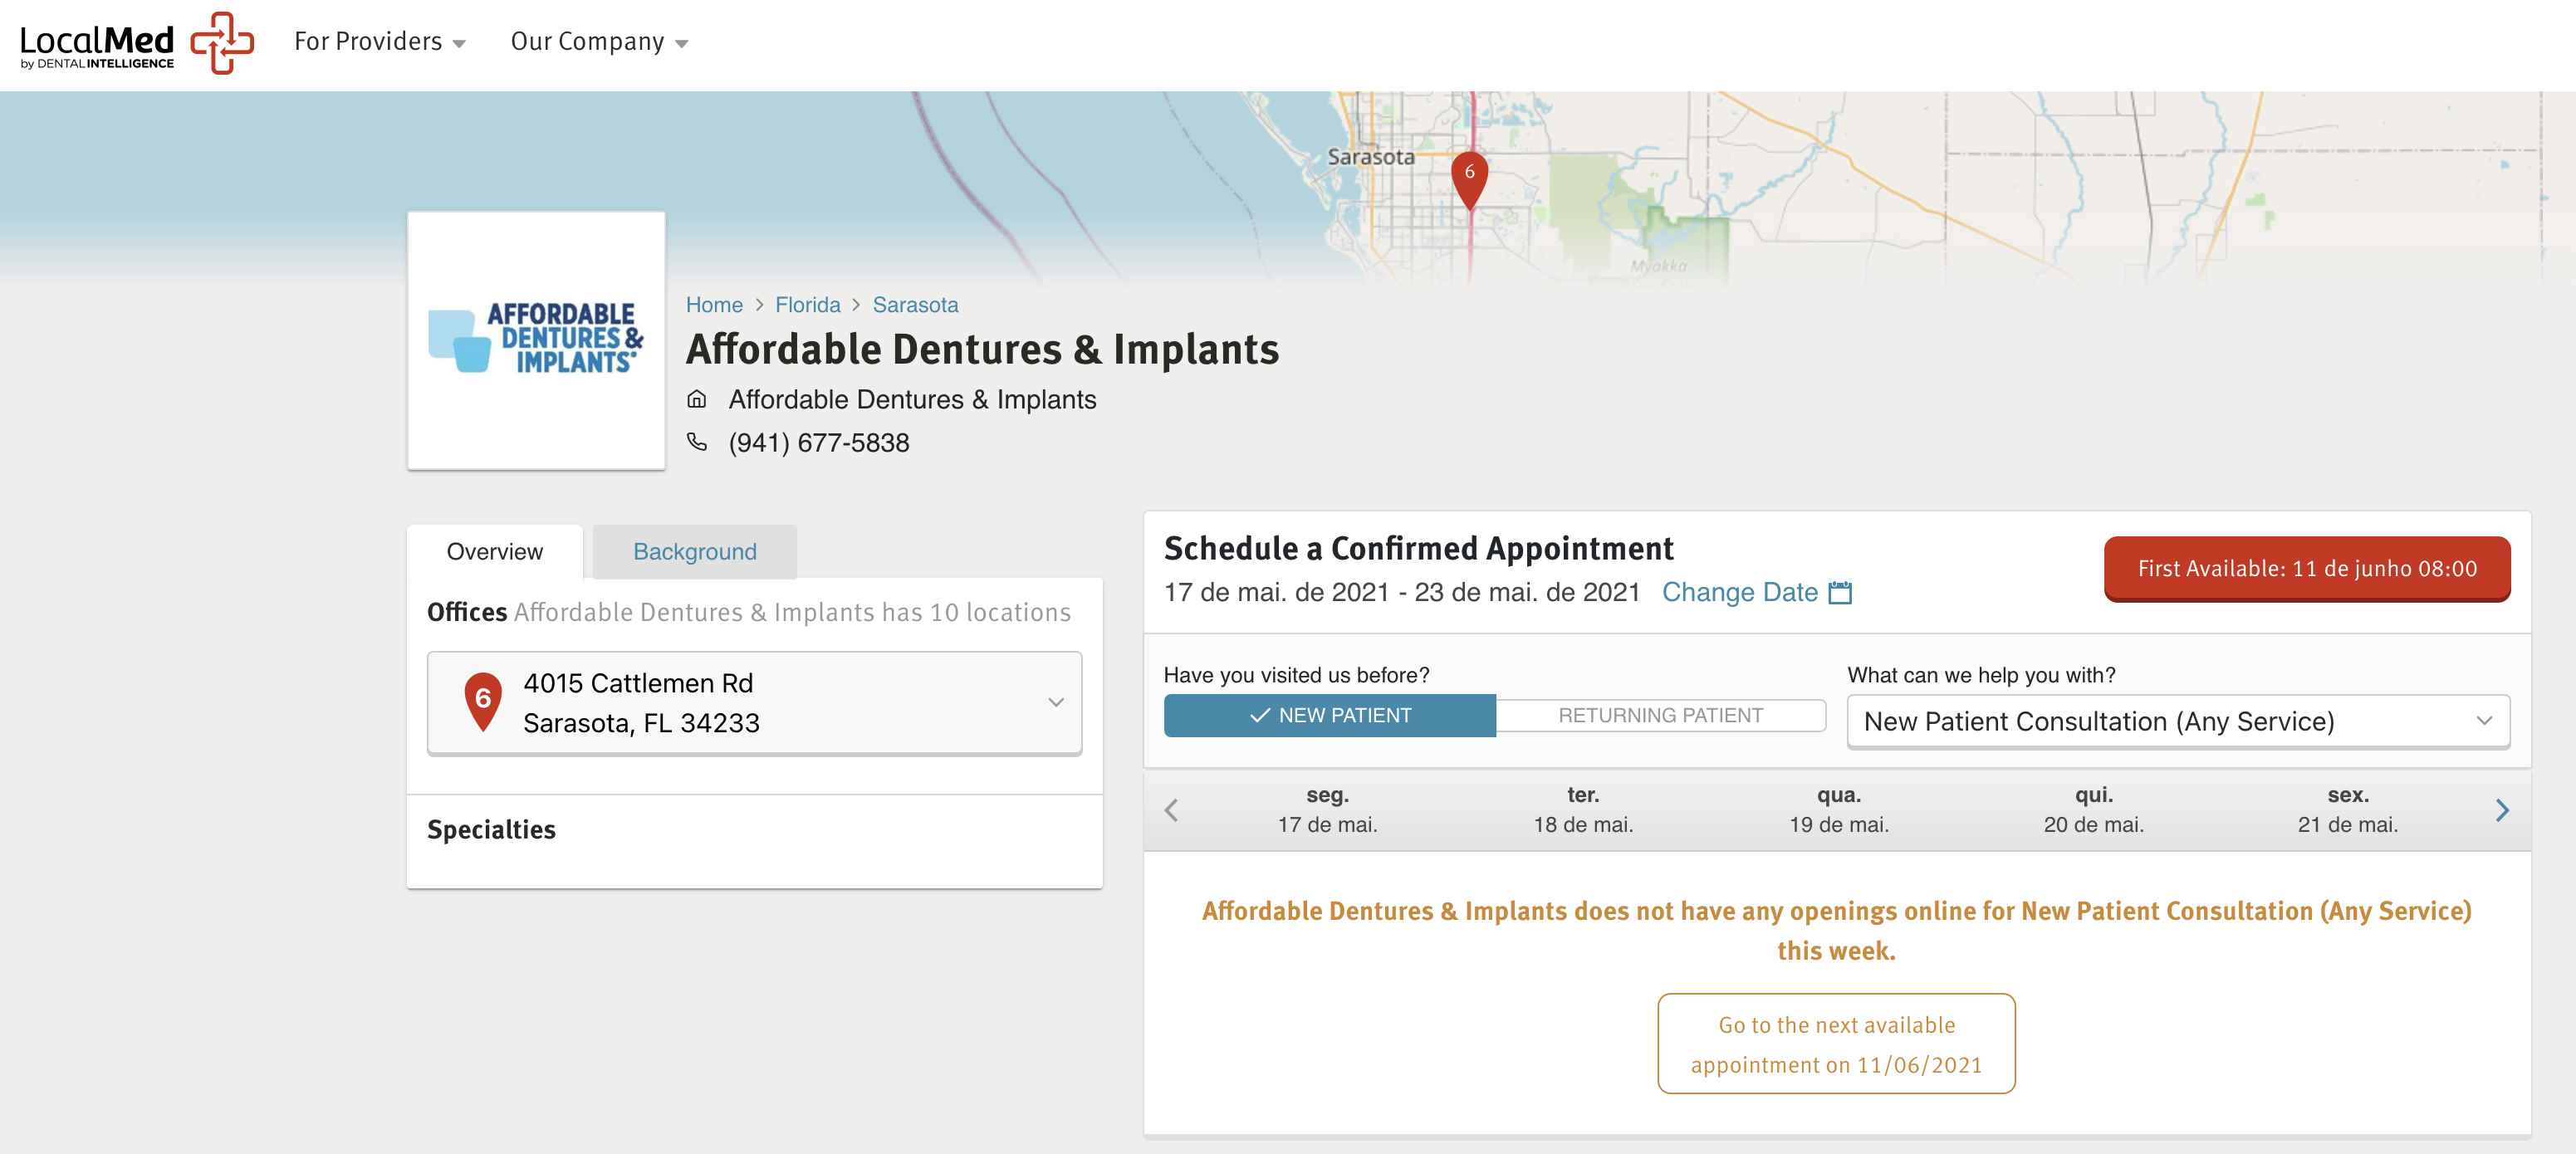 LocalMed
by DENTALINTELLIGENCE
For Providers
Our Company
Sarasota
6
Myakka
AFFORDABLE
DENTURES &
IMPLANTS®
Home > Florida > Sarasota
Affordable Dentures & Implants
Affordable Dentures & Implants
(941) 677-5838
Overview
Background
Offices Affordable Dentures & Implants has 10 locations
6
4015 Cattlemen Rd
Sarasota, FL 34233
Specialties
Schedule a Confirmed Appointment
17 de mai. de 2021 - 23 de mai. de 2021 Change Date
First Available: 11 de junho 08:00
Have you visited us before?
NEW PATIENT
RETURNING PATIENT
What can we help you with?
New Patient Consultation (Any Service)
seg.
17 de mai.
ter.
18 de mai.
qua.
19 de mai.
qui.
20 de mai.
sex.
21 de mai.
Affordable Dentures & Implants does not have any openings online for New Patient Consultation (Any Service)
this week.
Go to the next available
appointment on 11/06/2021